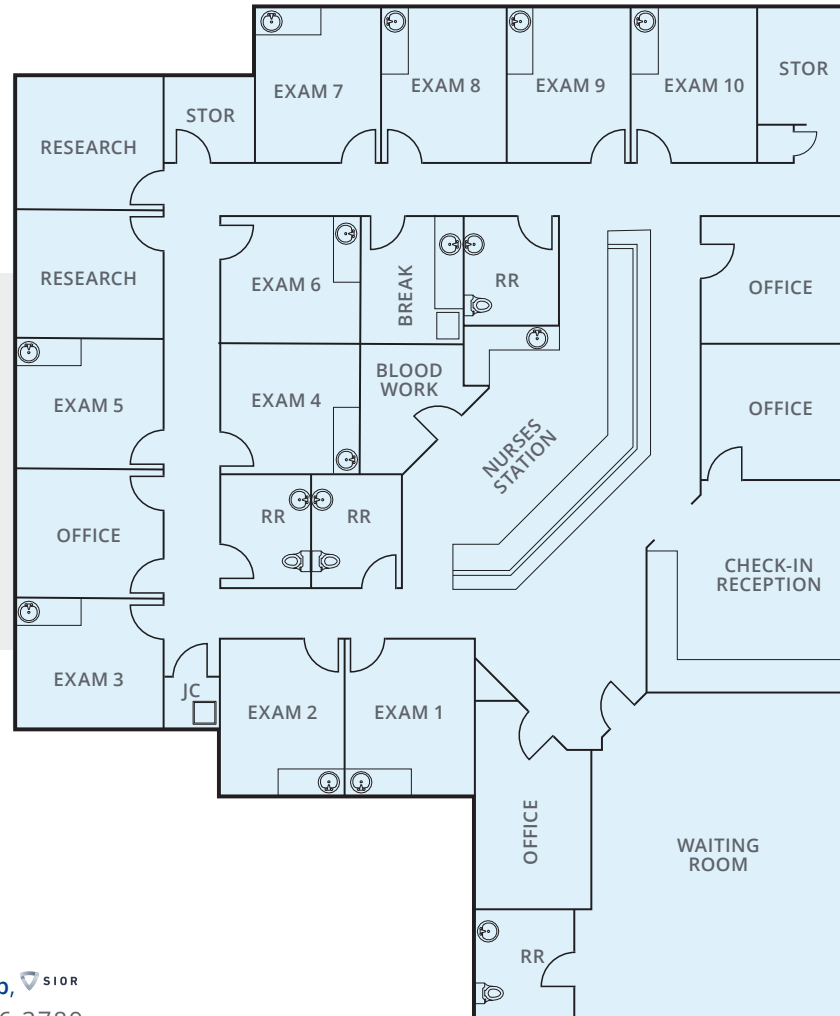 EXAM 7
EXAM 8
EXAM 9
EXAM 10
STOR
STOR
RESEARCH
RESEARCH
EXAM 6
BREAK
RR
OFFICE
BLOOD
WORK
EXAM 5
EXAM 4
OFFICE
NURSES
STATION
OFFICE
RR
RR
CHECK-IN
RECEPTION
EXAM 3
JC
EXAM 2
EXAM 1
OFFICE
WAITING
ROOM
RR
SIOR